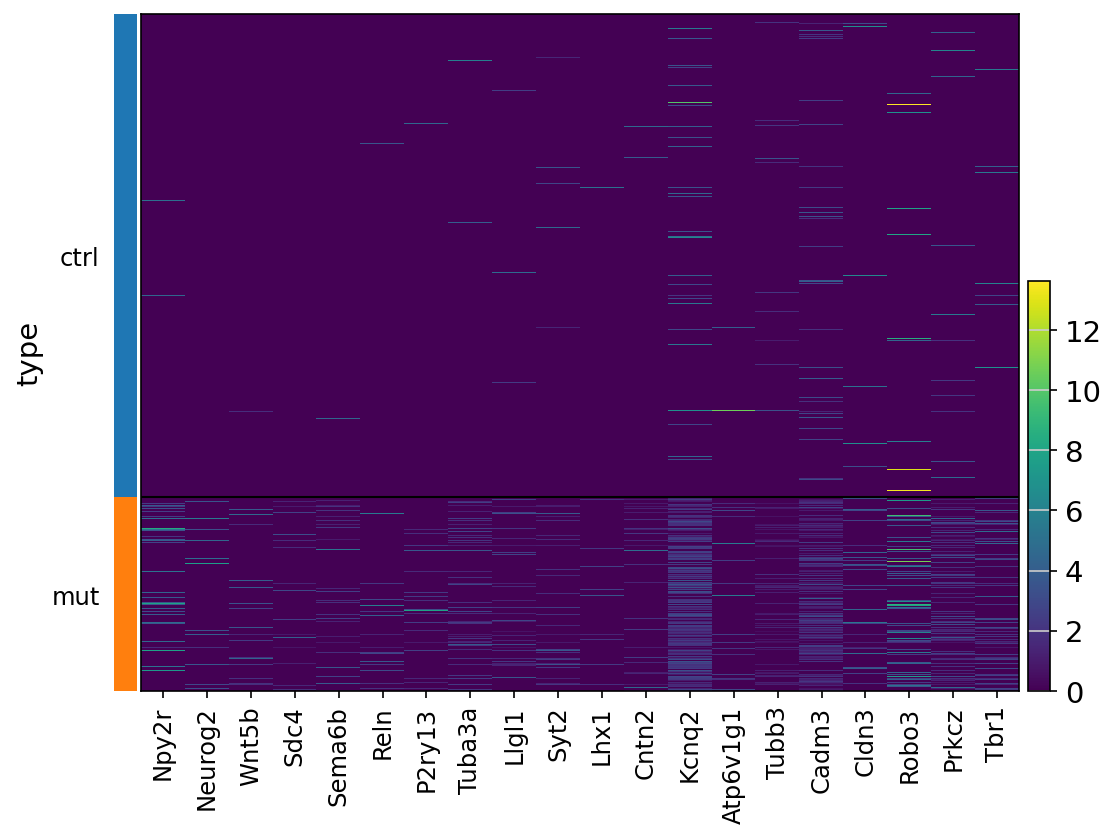 type
ctrl
mut
12
10
8
6
4
2
0
Npy2r
Neurog2
Wnt5b
Sdc4
Sema6b
Reln
P2ry13
Tuba3a
Llgl1
Syt2
Lhx1
Cntn2
Kcnq2
Atp6v1g1
Tubb3
Cadm3
Cldn3
Robo3
Prkcz
Tbr1